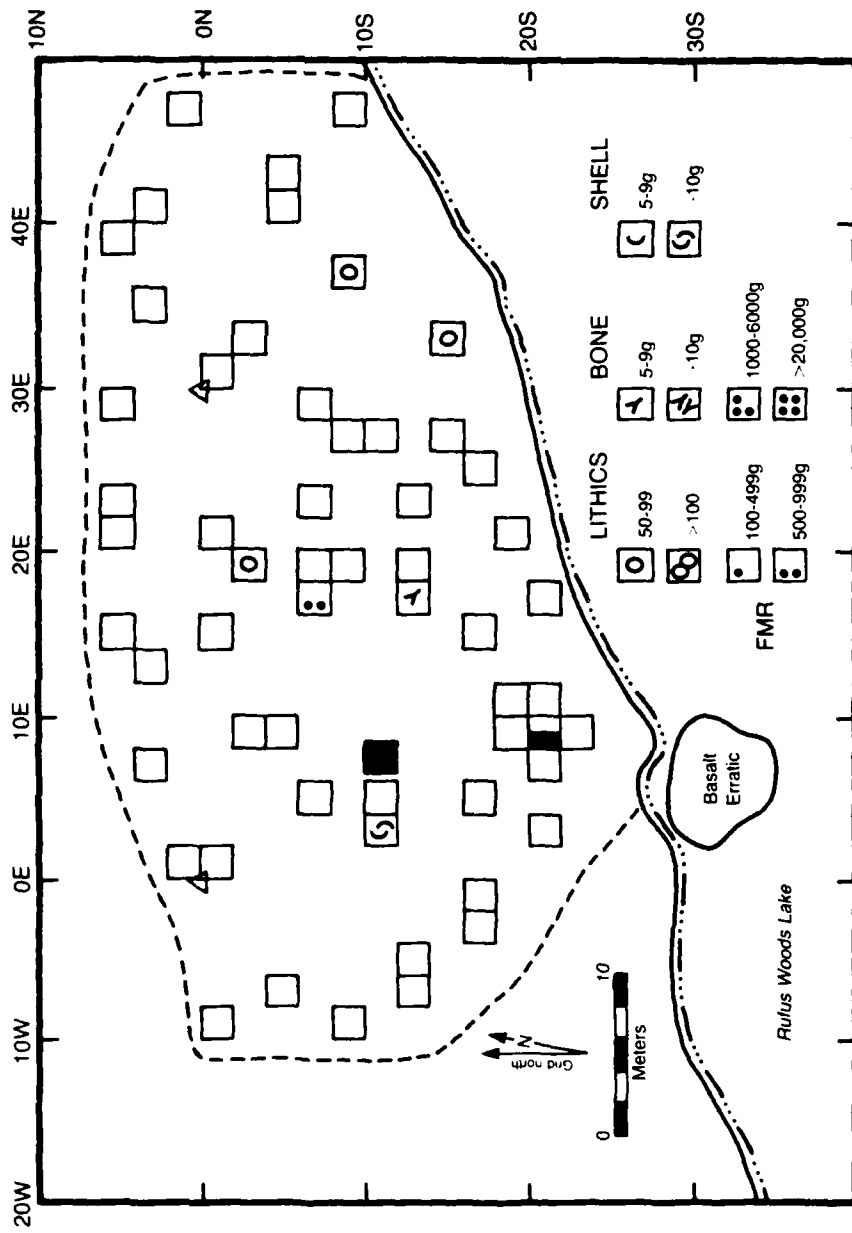 10N
0N
10S
20S
30S
20W
10W
0E
10E
20E
30E
40E
Grid north
N
0
10
Meters
Rufus Woods Lake
Basalt
Erratic
LITHICS
50-99
>100
BONE
5-9g
·10g
SHELL
5-9g
·10g
FMR
100-499g
500-999g
1000-6000g
>20,000g